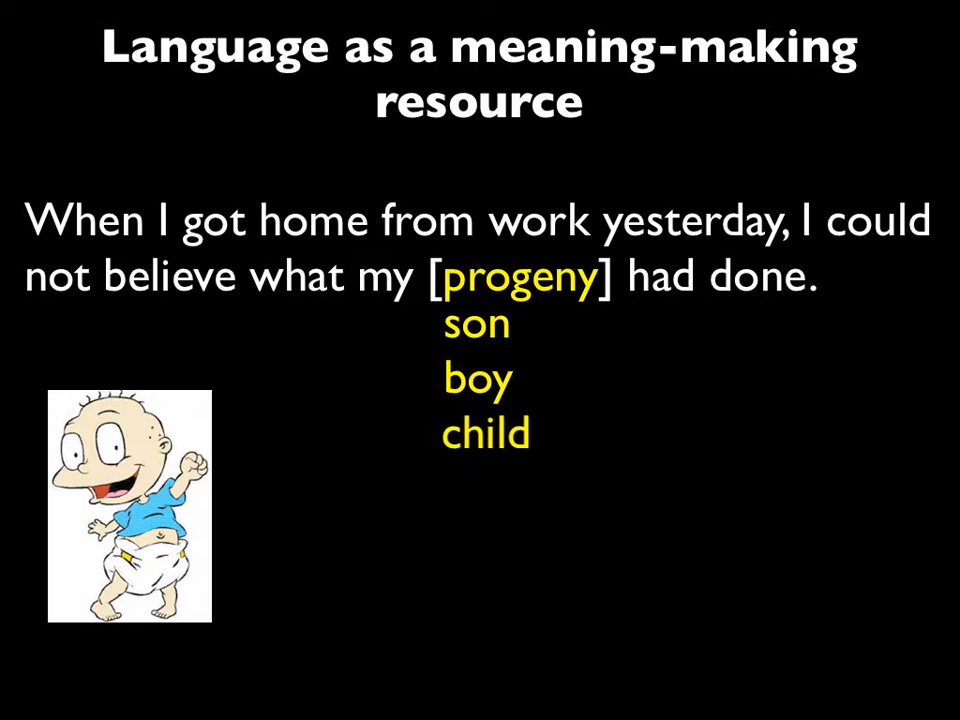 Language as a meaning-making
resource
When I got home from work yesterday, I could
not believe what my [progeny] had done.
son
boy
child